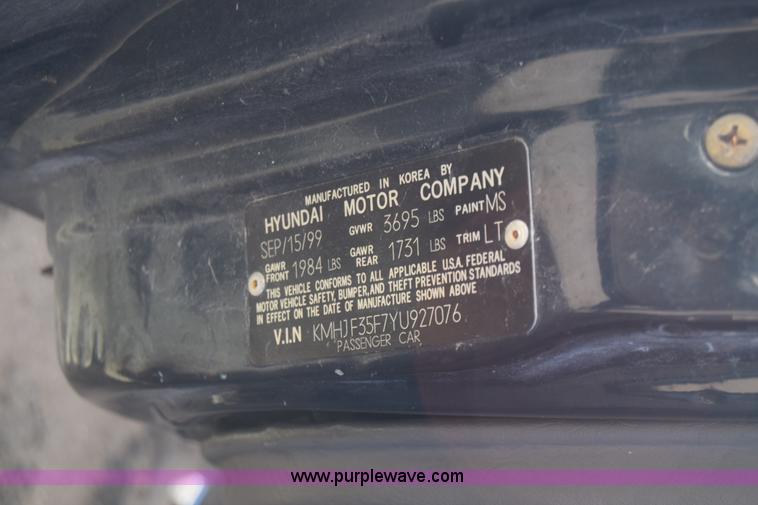 MANUFACTURED IN KOREA BY
HYUNDAI MOTOR COMPANY
SEP/15/99 GVWR 3695 LBS PAINT MS
GAWR FRONT 1984 LBS GAWR REAR 1731 LBS TRIM LT
THIS VEHICLE CONFORMS TO ALL APPLICABLE U.S.A. FEDERAL
MOTOR VEHICLE SAFETY, BUMPER, AND THEFT PREVENTION STANDARDS
IN EFFECT ON THE DATE OF MANUFACTURE SHOWN ABOVE
V.I.N KMHJF35F7YU927076
PASSENGER CAR
www.purplewave.com